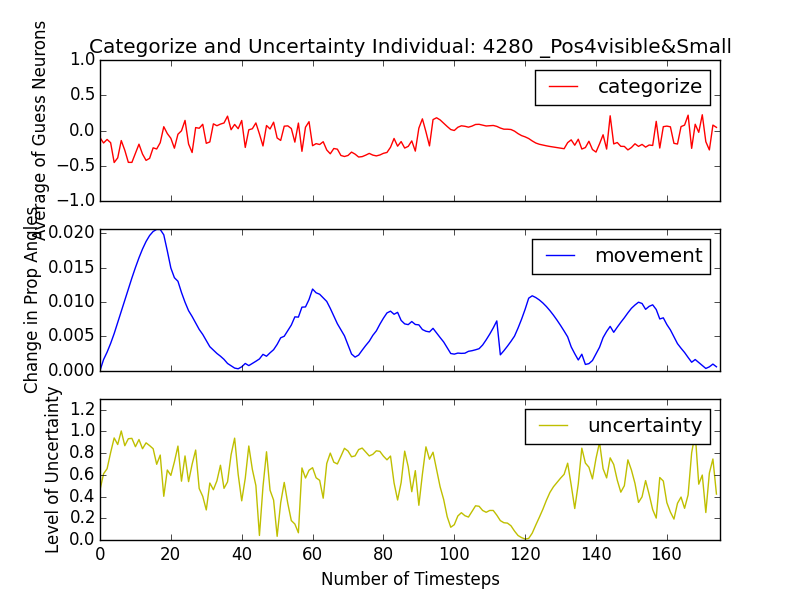 Categorize and Uncertainty Individual: 4280 _Pos4visible&Small
Average of Guess Neurons
1.0
0.5
0.0
−0.5
−1.0
categorize
Change in Prop Angles
0.020
0.015
0.010
0.005
0.000
movement
Level of Uncertainty
1.2
1.0
0.8
0.6
0.4
0.2
0.0
uncertainty
0 20 40 60 80 100 120 140 160
Number of Timesteps